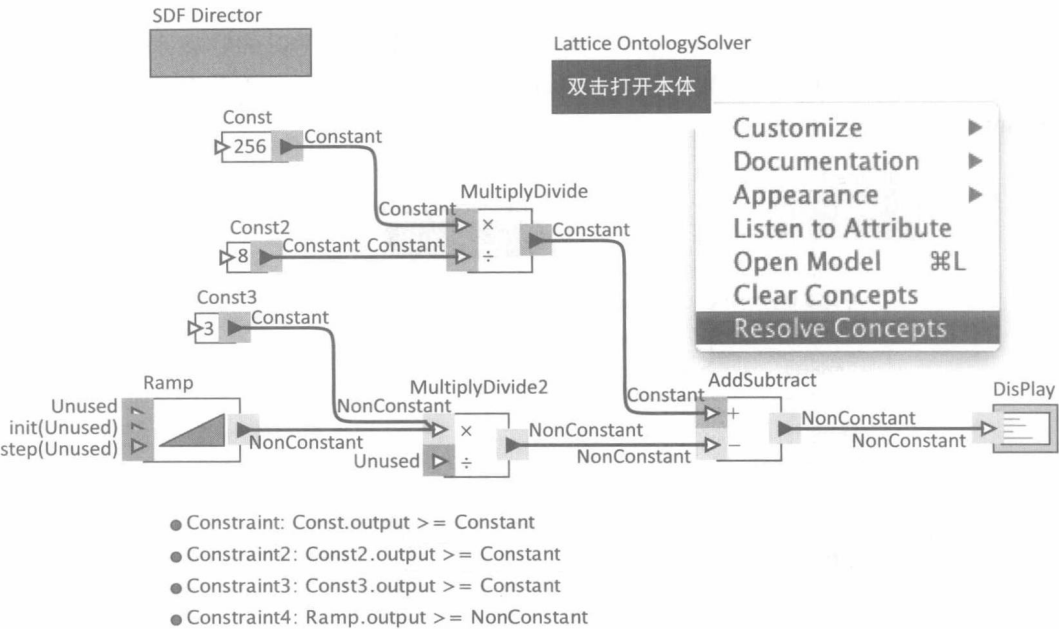 SDF Director
Lattice OntologySolver
双击打开本体
Customize
Documentation
Appearance
Listen to Attribute
Open Model ⌘L
Clear Concepts
Resolve Concepts
Const
256
Constant
Constant
MultiplyDivide
×
÷
Constant
Const2
8
Constant Constant
Const3
3
Constant
Ramp
Unused
init(Unused)
step(Unused)
NonConstant
NonConstant
MultiplyDivide2
×
÷
Unused
NonConstant
NonConstant
Constant
AddSubtract
+
−
NonConstant
NonConstant
DisPlay
Constraint: Const.output >= Constant
Constraint2: Const2.output >= Constant
Constraint3: Const3.output >= Constant
Constraint4: Ramp.output >= NonConstant